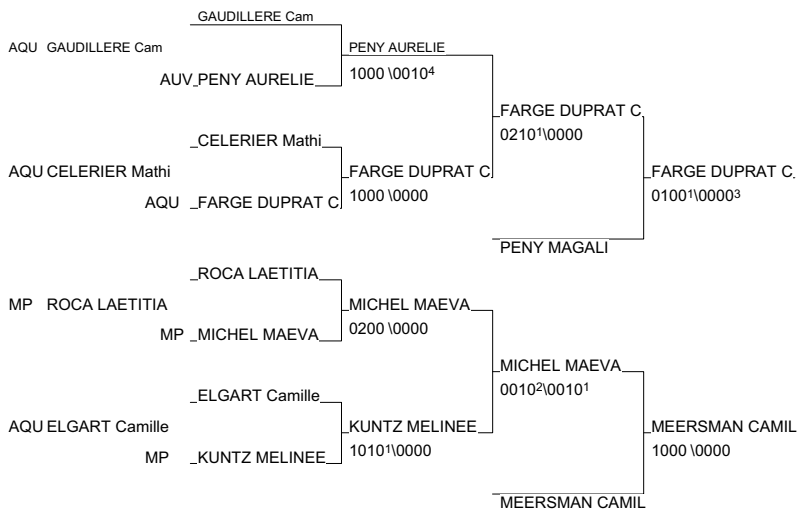 GAUDILLERE Cam
AQU GAUDILLERE Cam PENY AURELIE
AUV PENY AURELIE 1000 \0010⁴
FARGE DUPRAT C
0210¹\0000
CELERIER Mathi
AQU CELERIER Mathi FARGE DUPRAT C FARGE DUPRAT C
AQU FARGE DUPRAT C 1000 \0000 0100¹\0000³
PENY MAGALI
ROCA LAETITIA
MP ROCA LAETITIA MICHEL MAEVA
MP MICHEL MAEVA 0200 \0000
MICHEL MAEVA
0010²\0010¹
ELGART Camille
AQU ELGART Camille KUNTZ MELINEE MEERSMAN CAMIL
MP KUNTZ MELINEE 1010¹\0000 1000 \0000
MEERSMAN CAMIL